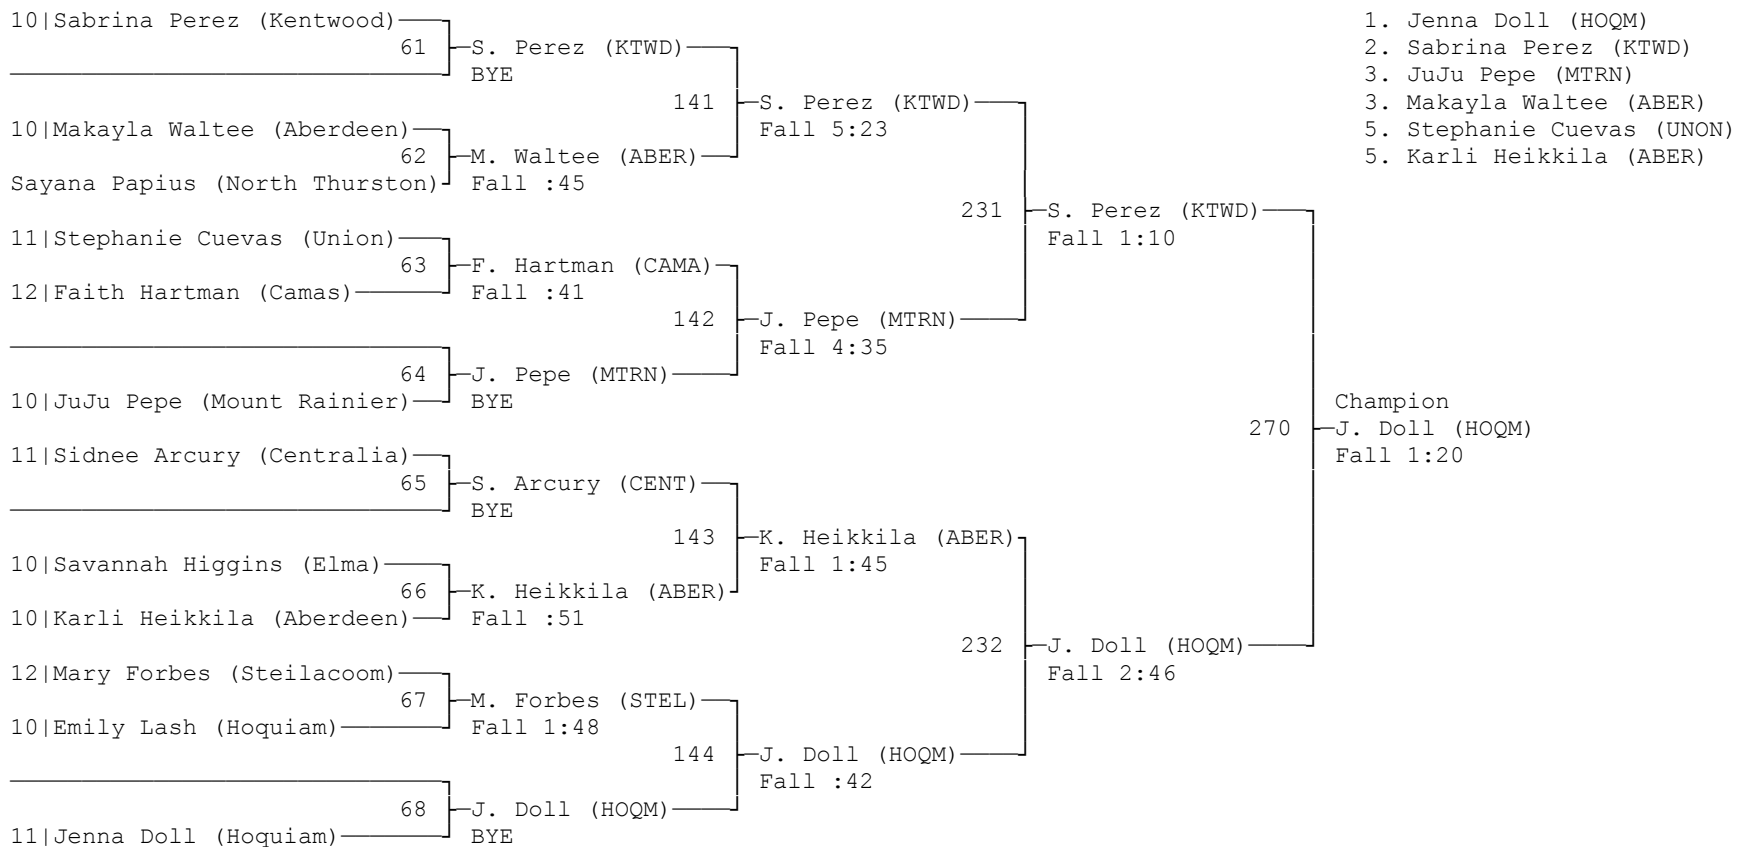 10|Sabrina Perez (Kentwood)
61
S. Perez (KTWD)
BYE
141
S. Perez (KTWD)
Fall 5:23
10|Makayla Waltee (Aberdeen)
62
M. Waltee (ABER)
Sayana Papius (North Thurston)
Fall :45
231
S. Perez (KTWD)
Fall 1:10
11|Stephanie Cuevas (Union)
63
F. Hartman (CAMA)
12|Faith Hartman (Camas)
Fall :41
142
J. Pepe (MTRN)
Fall 4:35
64
J. Pepe (MTRN)
10|JuJu Pepe (Mount Rainier)
BYE
270
Champion
J. Doll (HOQM)
Fall 1:20
11|Sidnee Arcury (Centralia)
65
S. Arcury (CENT)
BYE
143
K. Heikkila (ABER)
Fall 1:45
10|Savannah Higgins (Elma)
66
K. Heikkila (ABER)
10|Karli Heikkila (Aberdeen)
Fall :51
232
J. Doll (HOQM)
Fall 2:46
12|Mary Forbes (Steilacoom)
67
M. Forbes (STEL)
10|Emily Lash (Hoquiam)
Fall 1:48
144
J. Doll (HOQM)
Fall :42
68
J. Doll (HOQM)
11|Jenna Doll (Hoquiam)
BYE
1. Jenna Doll (HOQM)
2. Sabrina Perez (KTWD)
3. JuJu Pepe (MTRN)
3. Makayla Waltee (ABER)
5. Stephanie Cuevas (UNON)
5. Karli Heikkila (ABER)